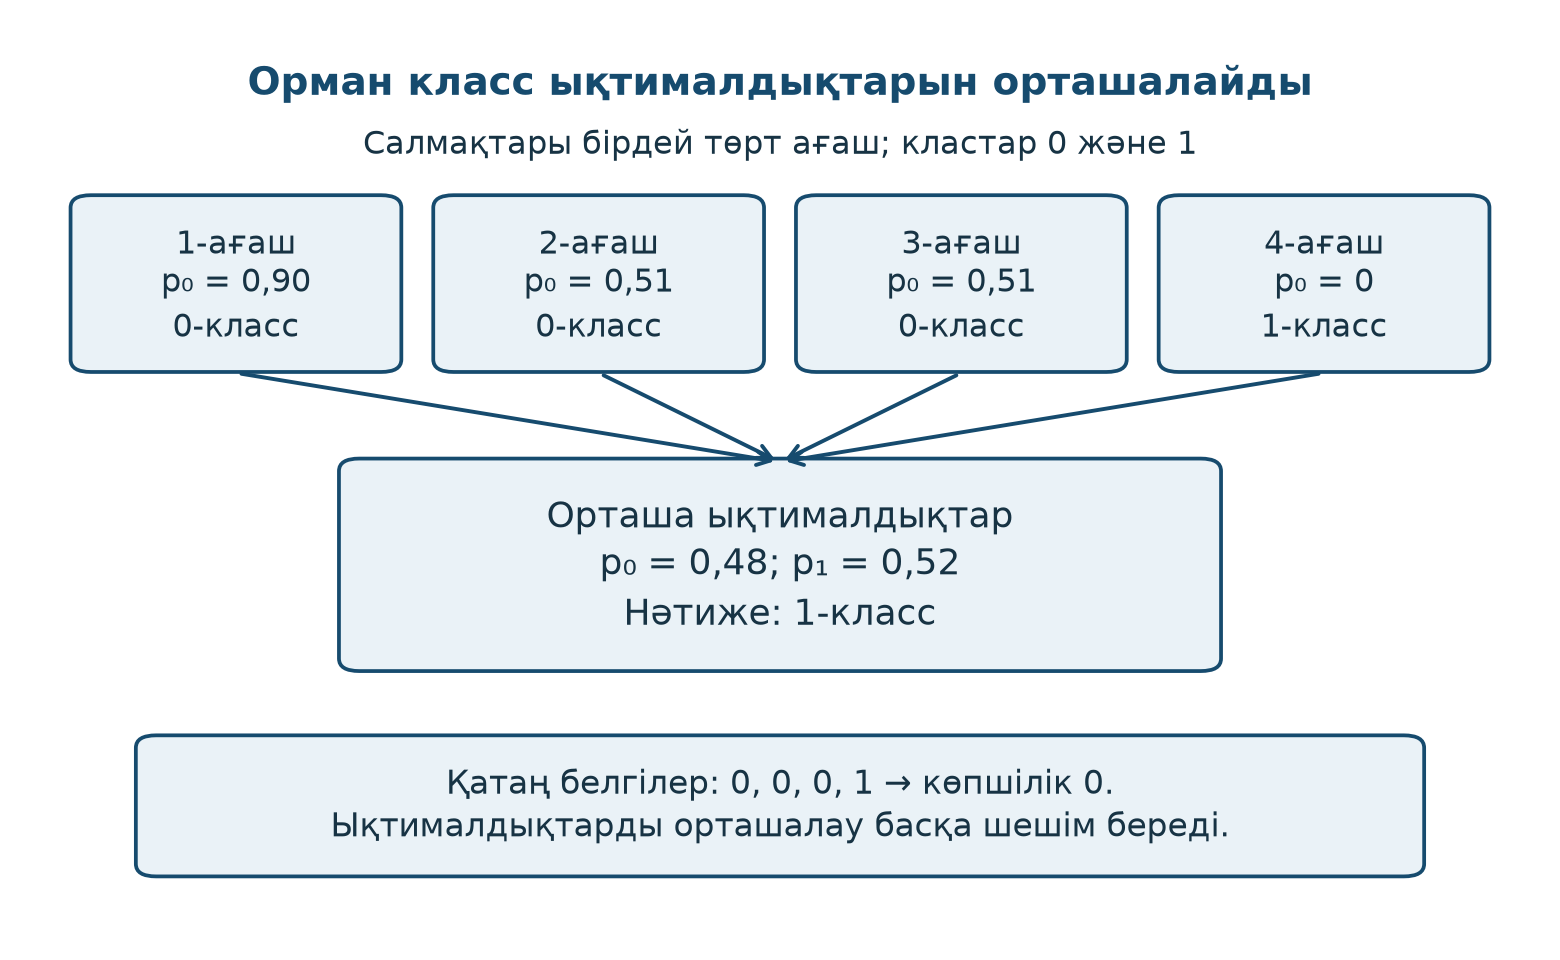 Орман класс ықтималдықтарын орташалайды
Салмақтары бірдей төрт ағаш; кластар 0 және 1
1-ағаш
p₀ = 0,90
0-класс
2-ағаш
p₀ = 0,51
0-класс
3-ағаш
p₀ = 0,51
0-класс
4-ағаш
p₀ = 0
1-класс
Орташа ықтималдықтар
p₀ = 0,48; p₁ = 0,52
Нәтиже: 1-класс
Қатаң белгілер: 0, 0, 0, 1 → көпшілік 0.
Ықтималдықтарды орташалау басқа шешім береді.